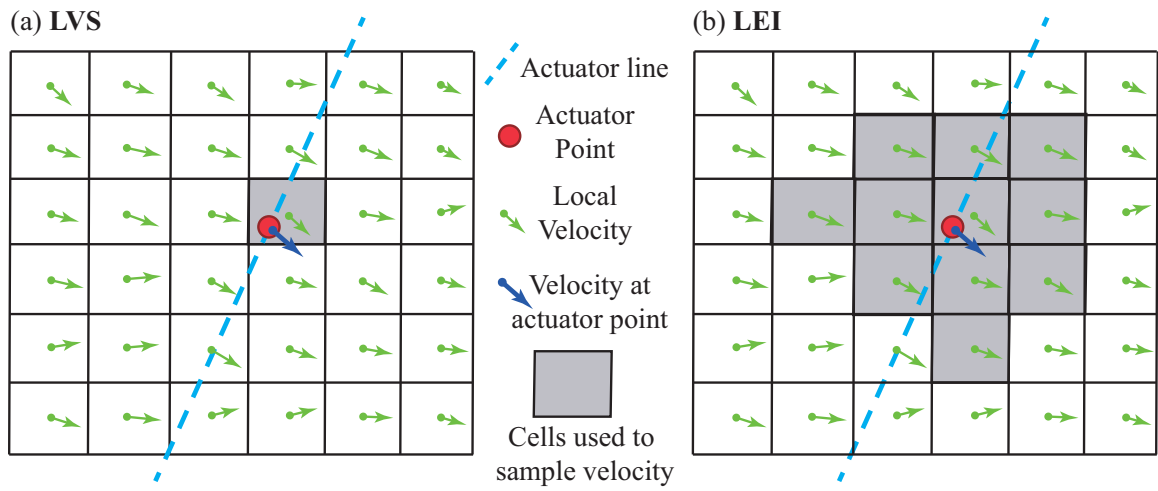 (a) LVS
(b) LEI
Actuator line
Actuator
Point
Local
Velocity
Velocity at
actuator point
Cells used to
sample velocity